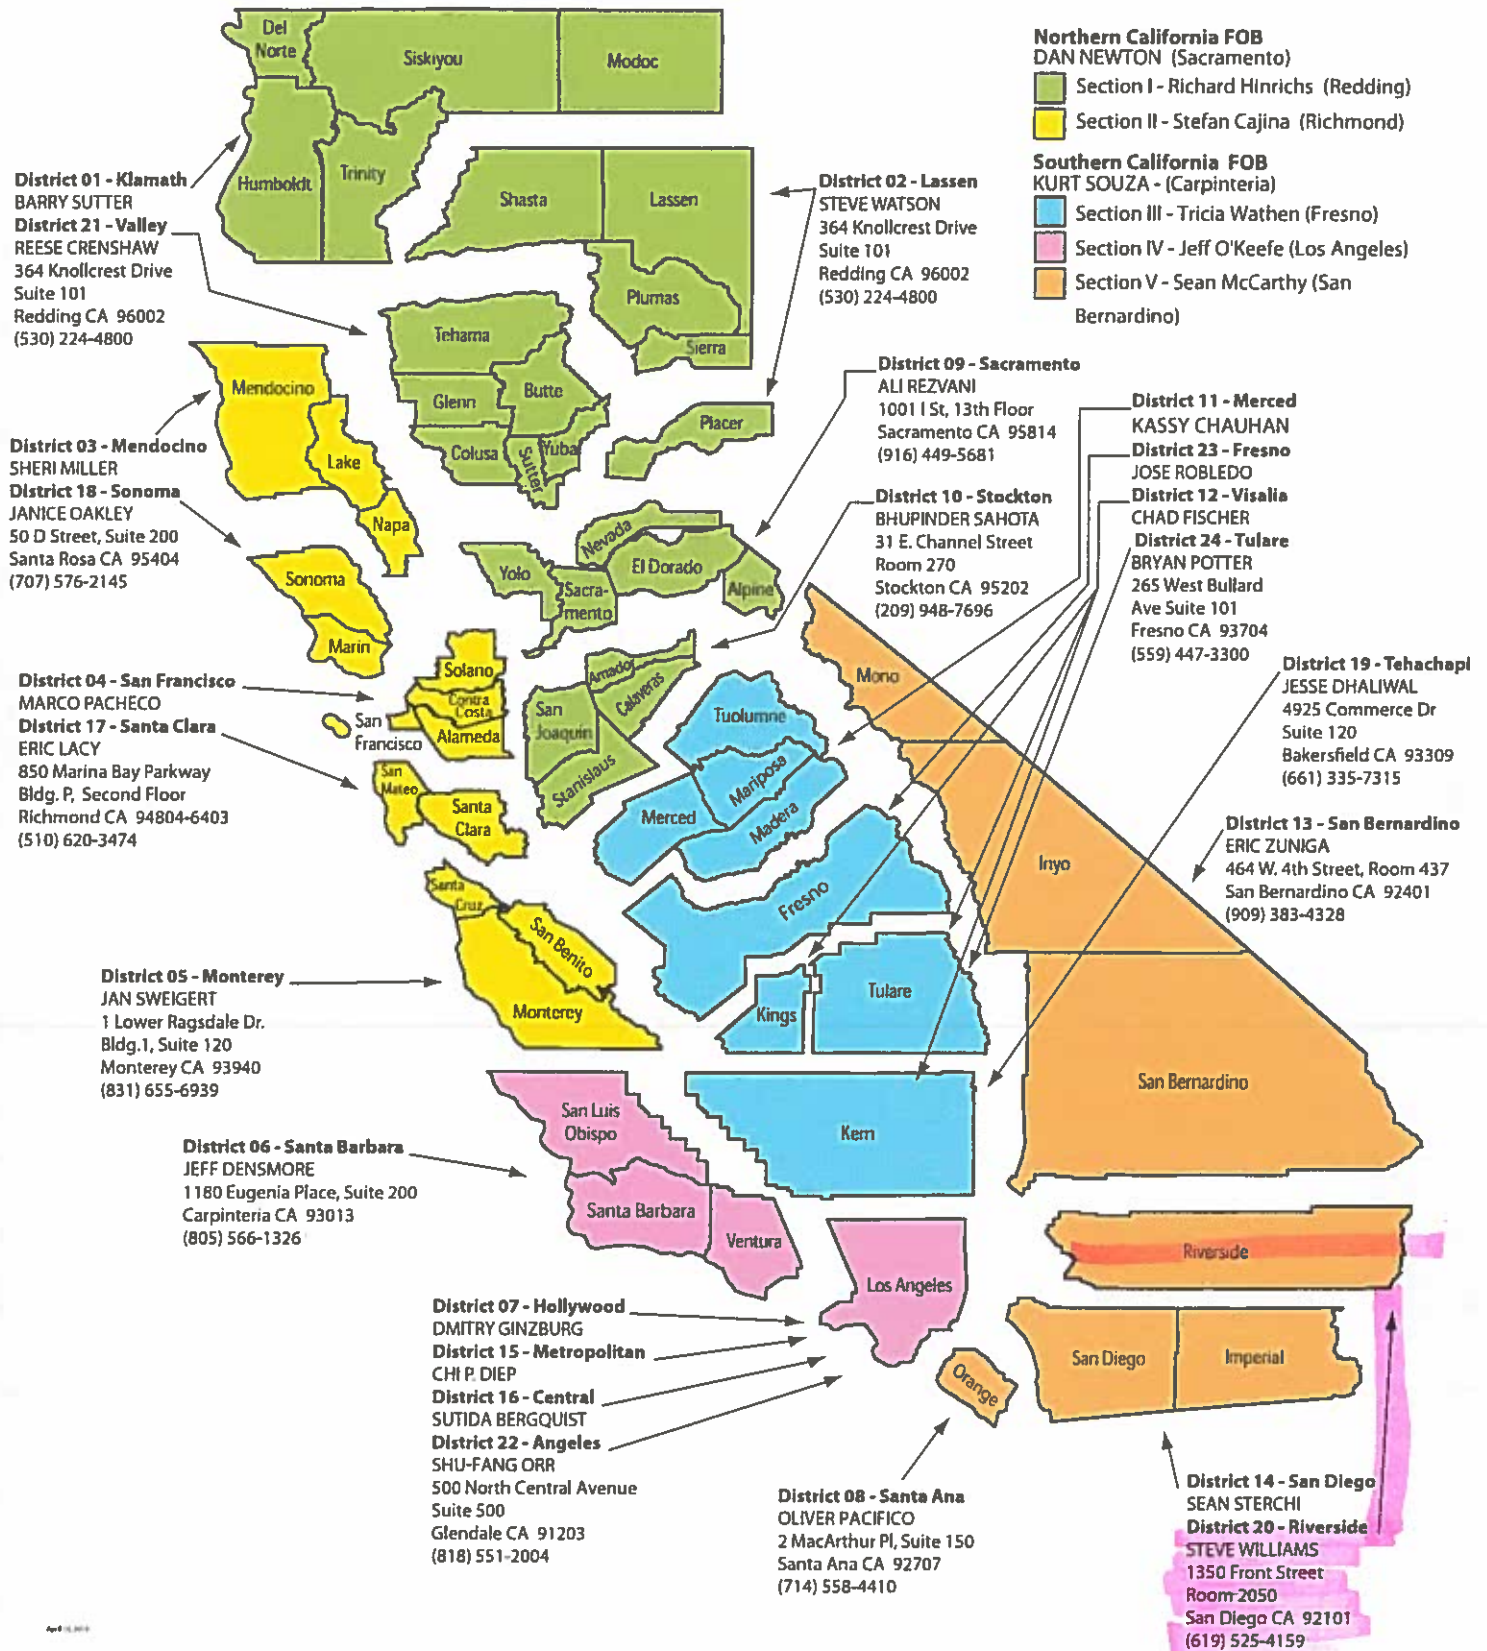 Northern California FOB
DAN NEWTON (Sacramento)
Section I - Richard Hinrichs (Redding)
Section II - Stefan Cajina (Richmond)
Southern California FOB
KURT SOUZA - (Carpinteria)
Section III - Tricia Wathen (Fresno)
Section IV - Jeff O'Keefe (Los Angeles)
Section V - Sean McCarthy (San
Bernardino)
Del
Norte
Siskiyou
Modoc
Humboldt
Trinity
Shasta
Lassen
Plumas
Sierra
District 01 - Klamath
BARRY SUTTER
District 21 - Valley
REESE CRENSHAW
364 Knollcrest Drive
Suite 101
Redding CA 96002
(530) 224-4800
District 02 - Lassen
STEVE WATSON
364 Knollcrest Drive
Suite 101
Redding CA 96002
(530) 224-4800
Tehama
Glenn
Butte
Colusa
Sutter
Yuba
Placer
Mendocino
Lake
Napa
District 03 - Mendocino
SHERI MILLER
District 18 - Sonoma
JANICE OAKLEY
50 D Street, Suite 200
Santa Rosa CA 95404
(707) 576-2145
District 09 - Sacramento
ALI REZVANI
1001 I St, 13th Floor
Sacramento CA 95814
(916) 449-5681
District 10 - Stockton
BHUPINDER SAHOTA
31 E. Channel Street
Room 270
Stockton CA 95202
(209) 948-7696
District 11 - Merced
KASSY CHAUHAN
District 23 - Fresno
JOSE ROBLEDO
District 12 - Visalia
CHAD FISCHER
District 24 - Tulare
BRYAN POTTER
265 West Bullard
Ave Suite 101
Fresno CA 93704
(559) 447-3300
Sonoma
Marin
Yolo
Nevada
Sacra-
mento
El Dorado
Alpine
District 04 - San Francisco
MARCO PACHECO
District 17 - Santa Clara
ERIC LACY
850 Marina Bay Parkway
Bldg. P, Second Floor
Richmond CA 94804-6403
(510) 620-3474
Solano
Contra
Costa
Alameda
San
Francisco
San
Mateo
Santa
Clara
San
Joaquin
Amador
Calaveras
Stanislaus
Tuolumne
Mariposa
Merced
Madera
Fresno
Kings
Tulare
Kern
Mono
Inyo
San Bernardino
District 19 - Tehachapi
JESSE DHALIWAL
4925 Commerce Dr
Suite 120
Bakersfield CA 93309
(661) 335-7315
District 13 - San Bernardino
ERIC ZUNIGA
464 W. 4th Street, Room 437
San Bernardino CA 92401
(909) 383-4328
Santa
Cruz
San Benito
Monterey
District 05 - Monterey
JAN SWEIGERT
1 Lower Ragsdale Dr.
Bldg.1, Suite 120
Monterey CA 93940
(831) 655-6939
District 06 - Santa Barbara
JEFF DENSMORE
1180 Eugenia Place, Suite 200
Carpinteria CA 93013
(805) 566-1326
San Luis
Obispo
Santa Barbara
Ventura
Los Angeles
Riverside
San Diego
Imperial
Orange
District 07 - Hollywood
DMITRY GINZBURG
District 15 - Metropolitan
CHI P. DIEP
District 16 - Central
SUTIDA BERGQUIST
District 22 - Angeles
SHU-FANG ORR
500 North Central Avenue
Suite 500
Glendale CA 91203
(818) 551-2004
District 08 - Santa Ana
OLIVER PACIFICO
2 MacArthur Pl, Suite 150
Santa Ana CA 92707
(714) 558-4410
District 14 - San Diego
SEAN STERCHI
District 20 - Riverside
STEVE WILLIAMS
1350 Front Street
Room 2050
San Diego CA 92101
(619) 525-4159
April